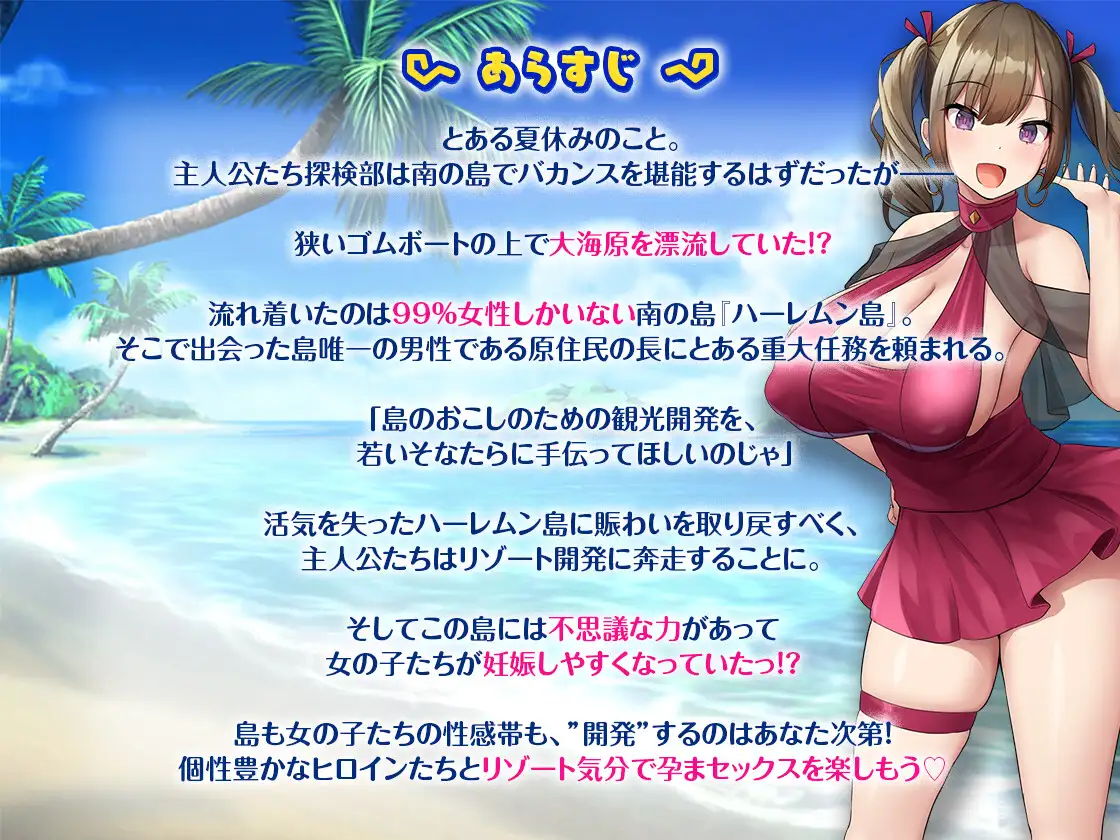 あらすじ
とある夏休みのこと。
主人公たち探検部は南の島でバカンスを堪能するはずだったが――
狭いゴムボートの上で大海原を漂流していた!?
流れ着いたのは99%女性しかいない南の島『ハーレムン島』。
そこで出会った島唯一の男性である原住民の長にとある重大任務を頼まれる。
「島のおこしのための観光開発を、
若いそなたらに手伝ってほしいのじゃ」
活気を失ったハーレムン島に賑わいを取り戻すべく、
主人公たちはリゾート開発に奔走することに。
そしてこの島には不思議な力があって
女の子たちが妊娠しやすくなっていたっ!?
島も女の子たちの性感帯も、”開発”するのはあなた次第!
個性豊かなヒロインたちとリゾート気分で孕まセックスを楽しもう♡